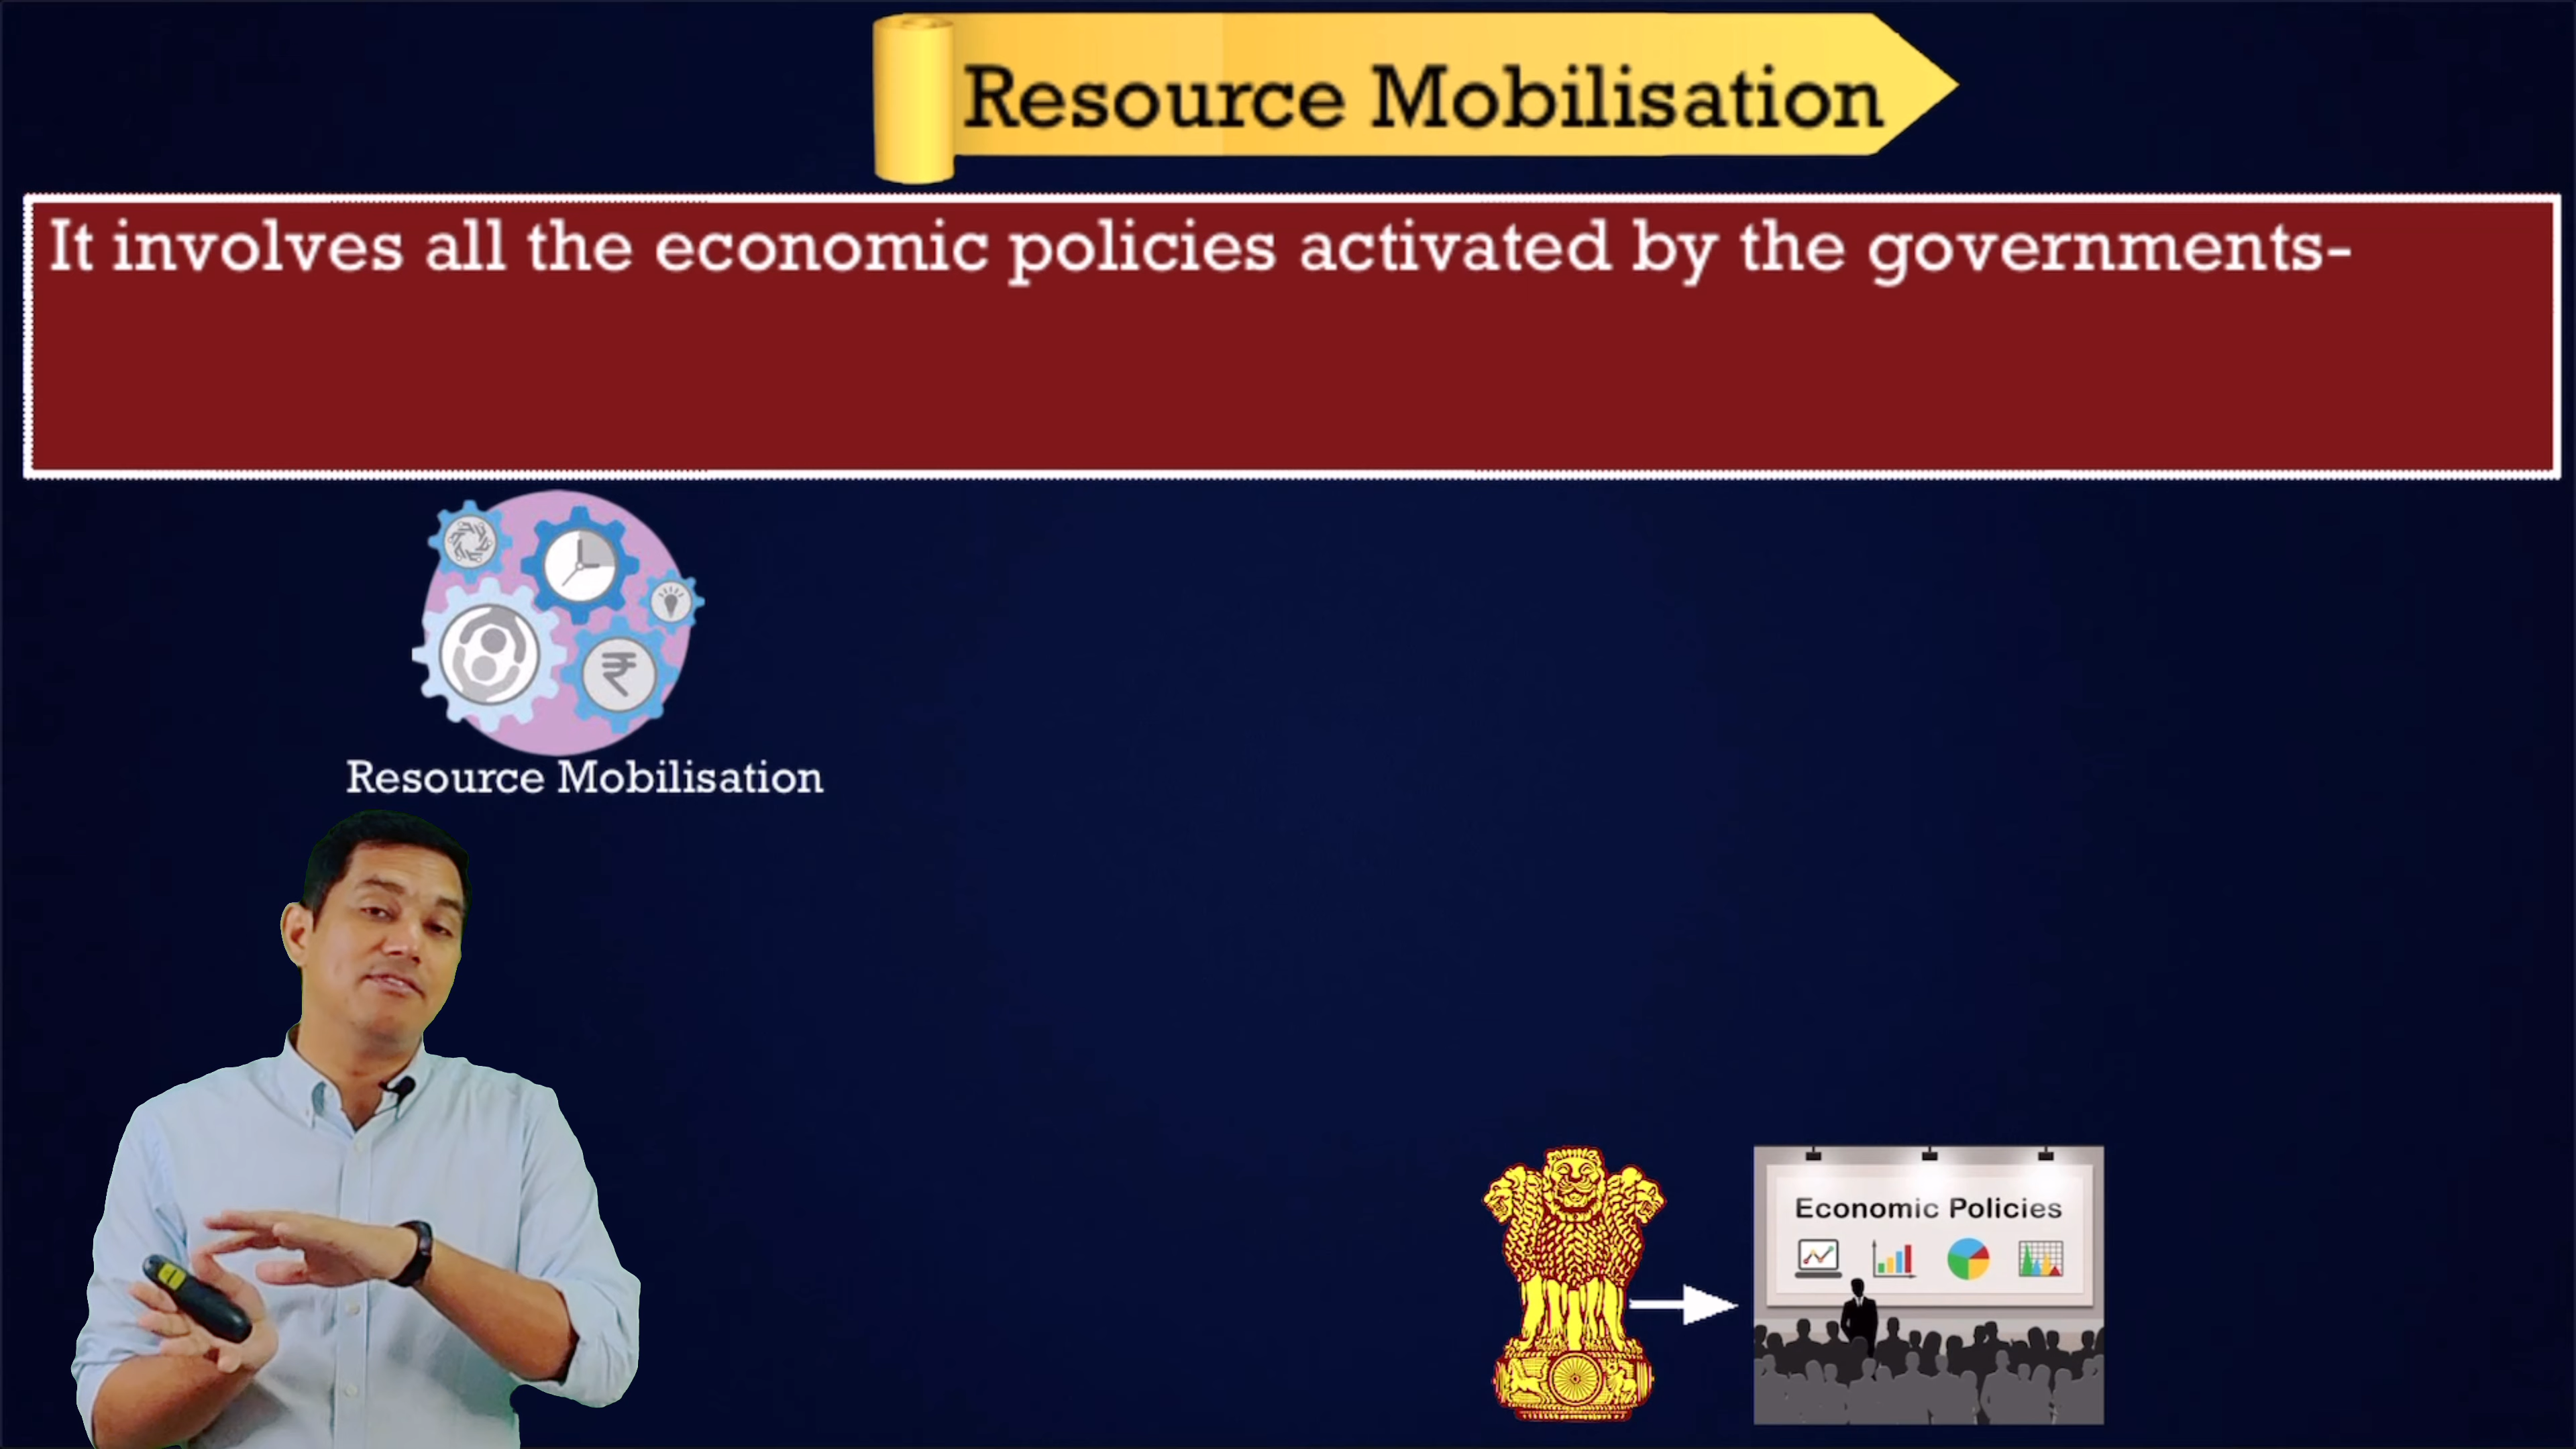 Resource Mobilisation
It involves all the economic policies activated by the governments-
₹
Resource Mobilisation
Economic Policies